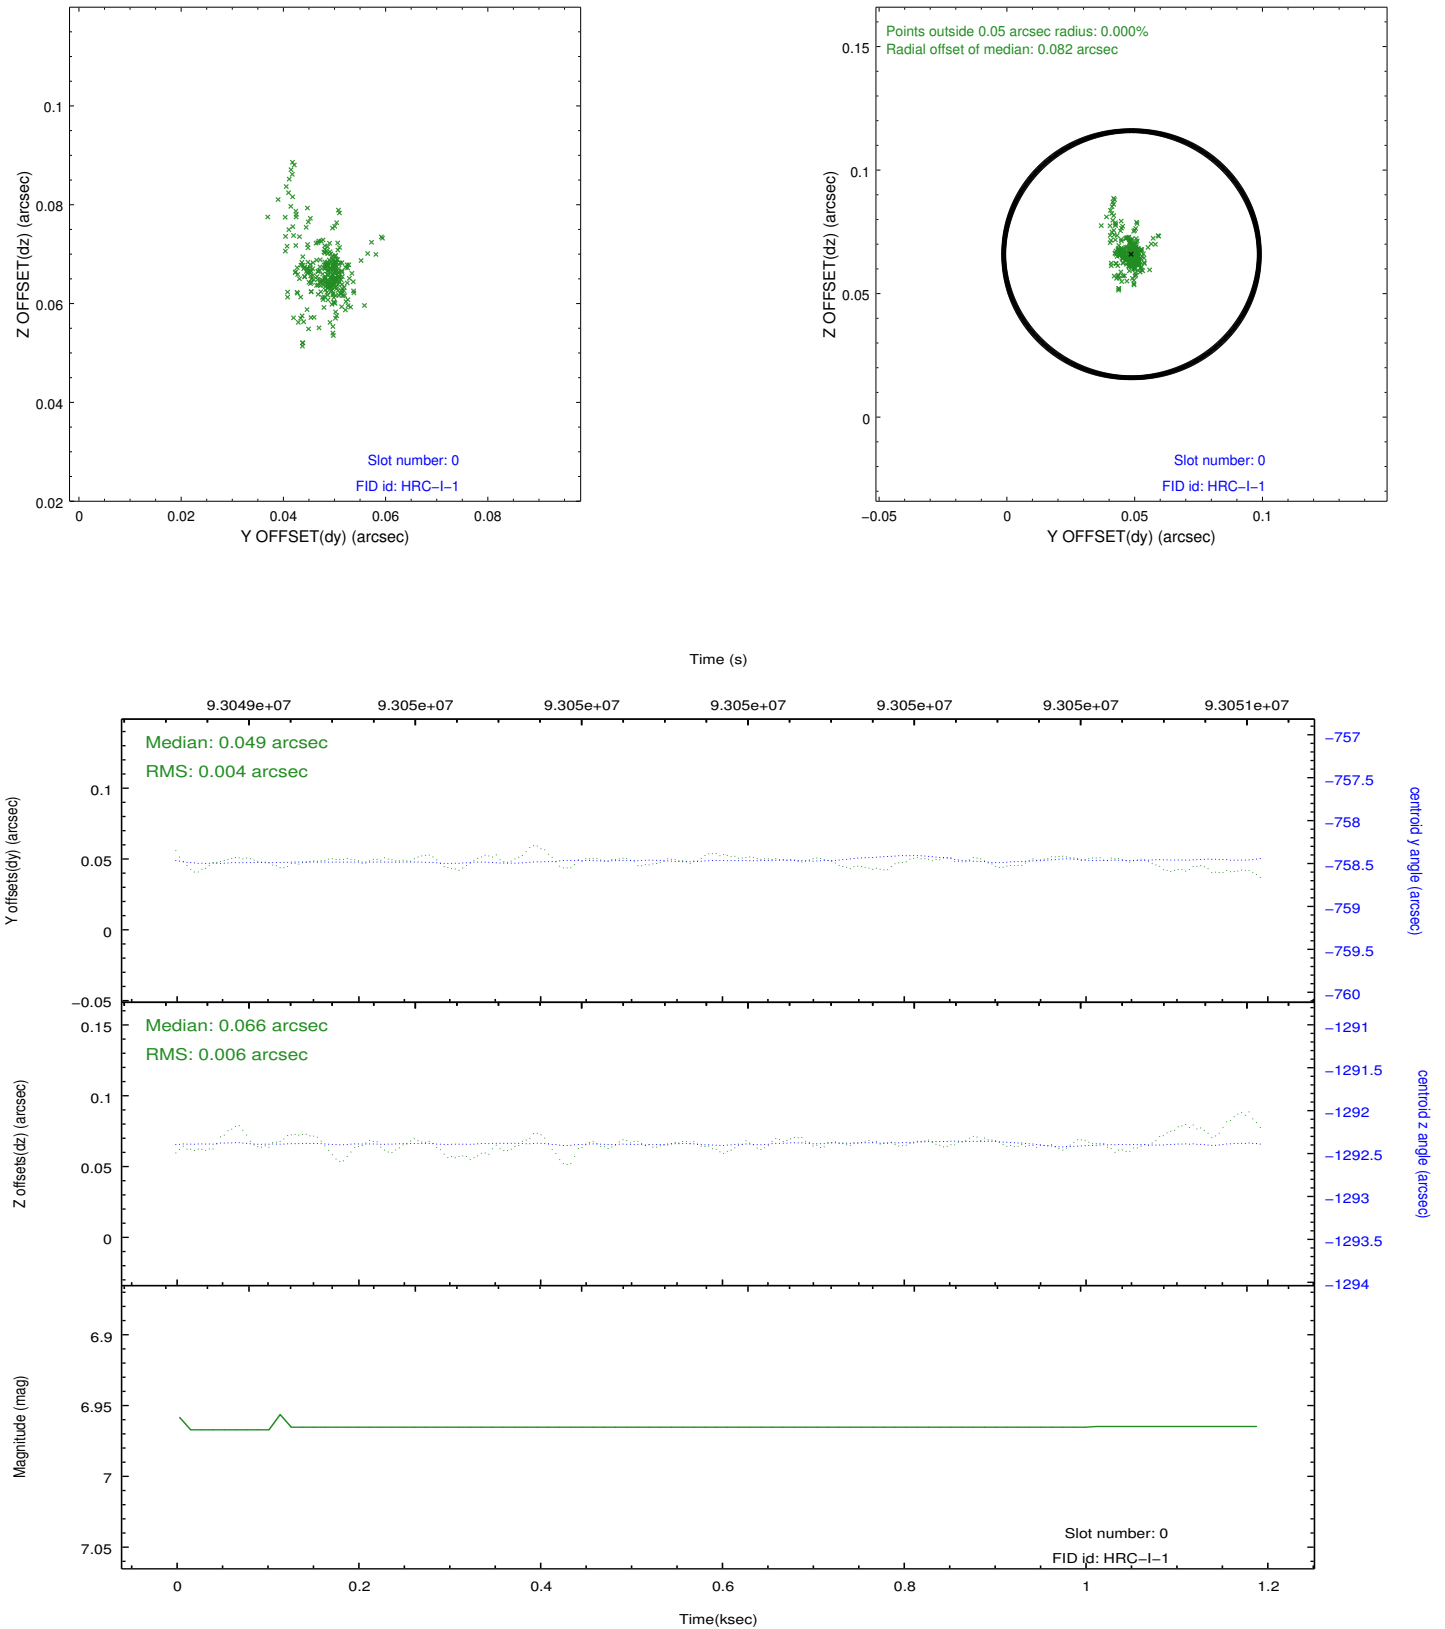 0.1
0.08
0.06
0.04
0.02
Z OFFSET(dz) (arcsec)
Slot number: 0
FID id: HRC−I−1
0 0.02 0.04 0.06 0.08
Y OFFSET(dy) (arcsec)
Points outside 0.05 arcsec radius: 0.000%
Radial offset of median: 0.082 arcsec
0.15
0.1
0.05
0
Z OFFSET(dz) (arcsec)
Slot number: 0
FID id: HRC−I−1
−0.05 0 0.05 0.1
Y OFFSET(dy) (arcsec)
Time (s)
9.3049e+07 9.305e+07 9.305e+07 9.305e+07 9.305e+07 9.305e+07 9.3051e+07
Median: 0.049 arcsec
RMS: 0.004 arcsec
0.1
0.05
0
−0.05
Y offsets(dy) (arcsec)
−757
−757.5
−758
−758.5
−759
−759.5
−760
centroid y angle (arcsec)
Median: 0.066 arcsec
RMS: 0.006 arcsec
0.15
0.1
0.05
0
Z offsets(dz) (arcsec)
−1291
−1291.5
−1292
−1292.5
−1293
−1293.5
−1294
centroid z angle (arcsec)
6.9
6.95
7
7.05
Magnitude (mag)
Slot number: 0
FID id: HRC−I−1
0 0.2 0.4 0.6 0.8 1 1.2
Time(ksec)